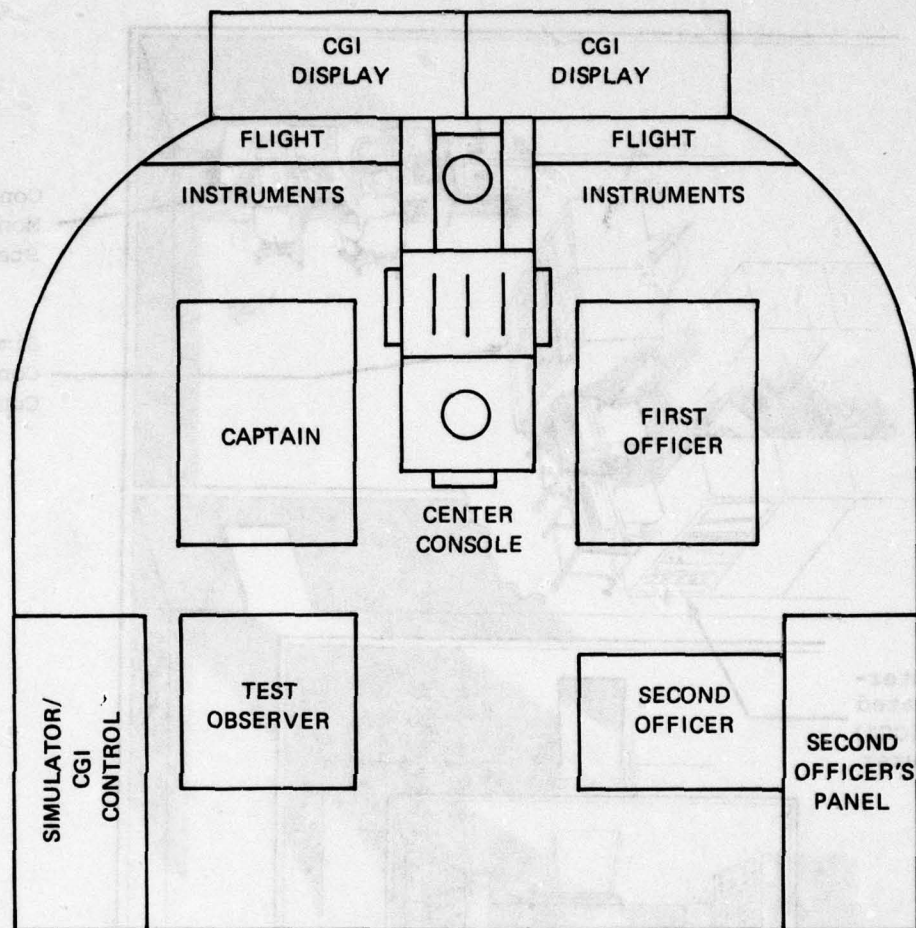 CGI
DISPLAY
CGI
DISPLAY
FLIGHT
INSTRUMENTS
FLIGHT
INSTRUMENTS
CAPTAIN
FIRST
OFFICER
CENTER
CONSOLE
SIMULATOR/
CGI
CONTROL
TEST
OBSERVER
SECOND
OFFICER
SECOND
OFFICER'S
PANEL